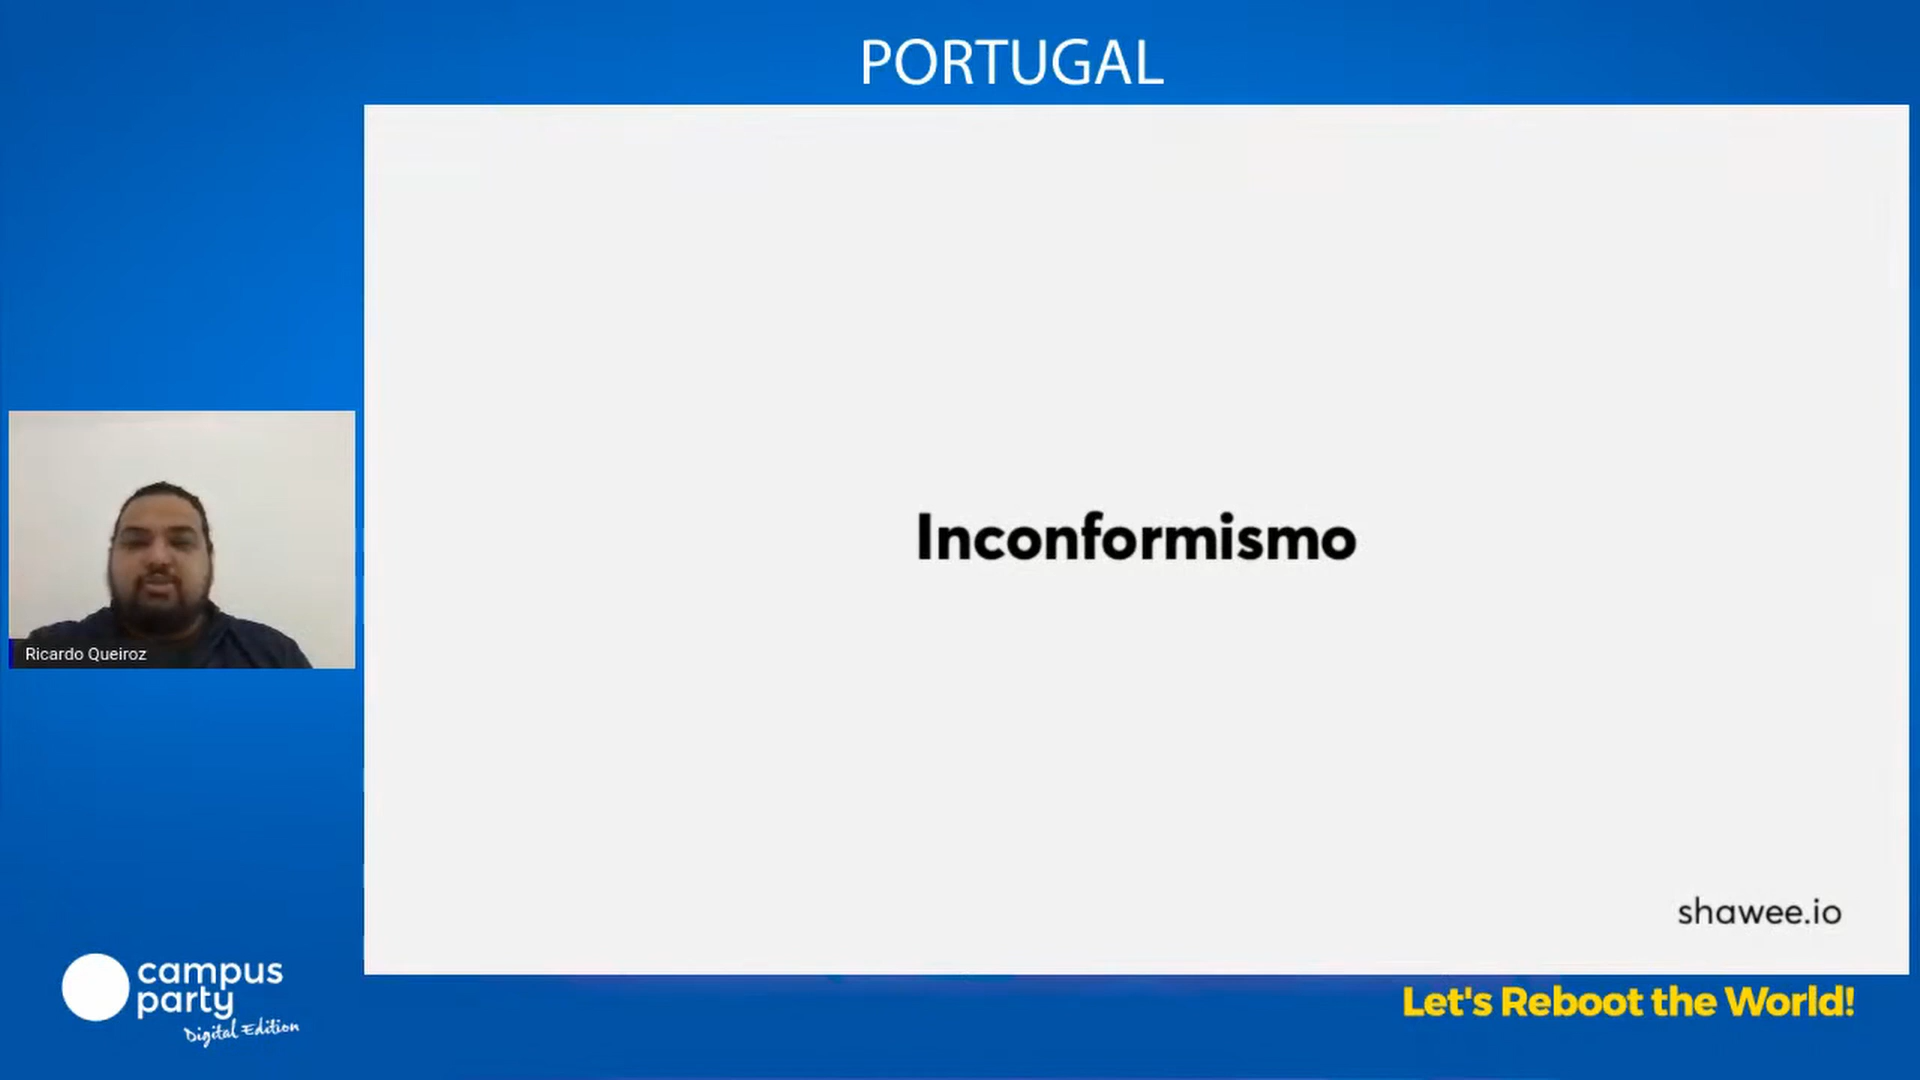 PORTUGAL
Inconformismo
Ricardo Queiroz
shawee.io
campus
party
Digital Edition
Let's Reboot the World!